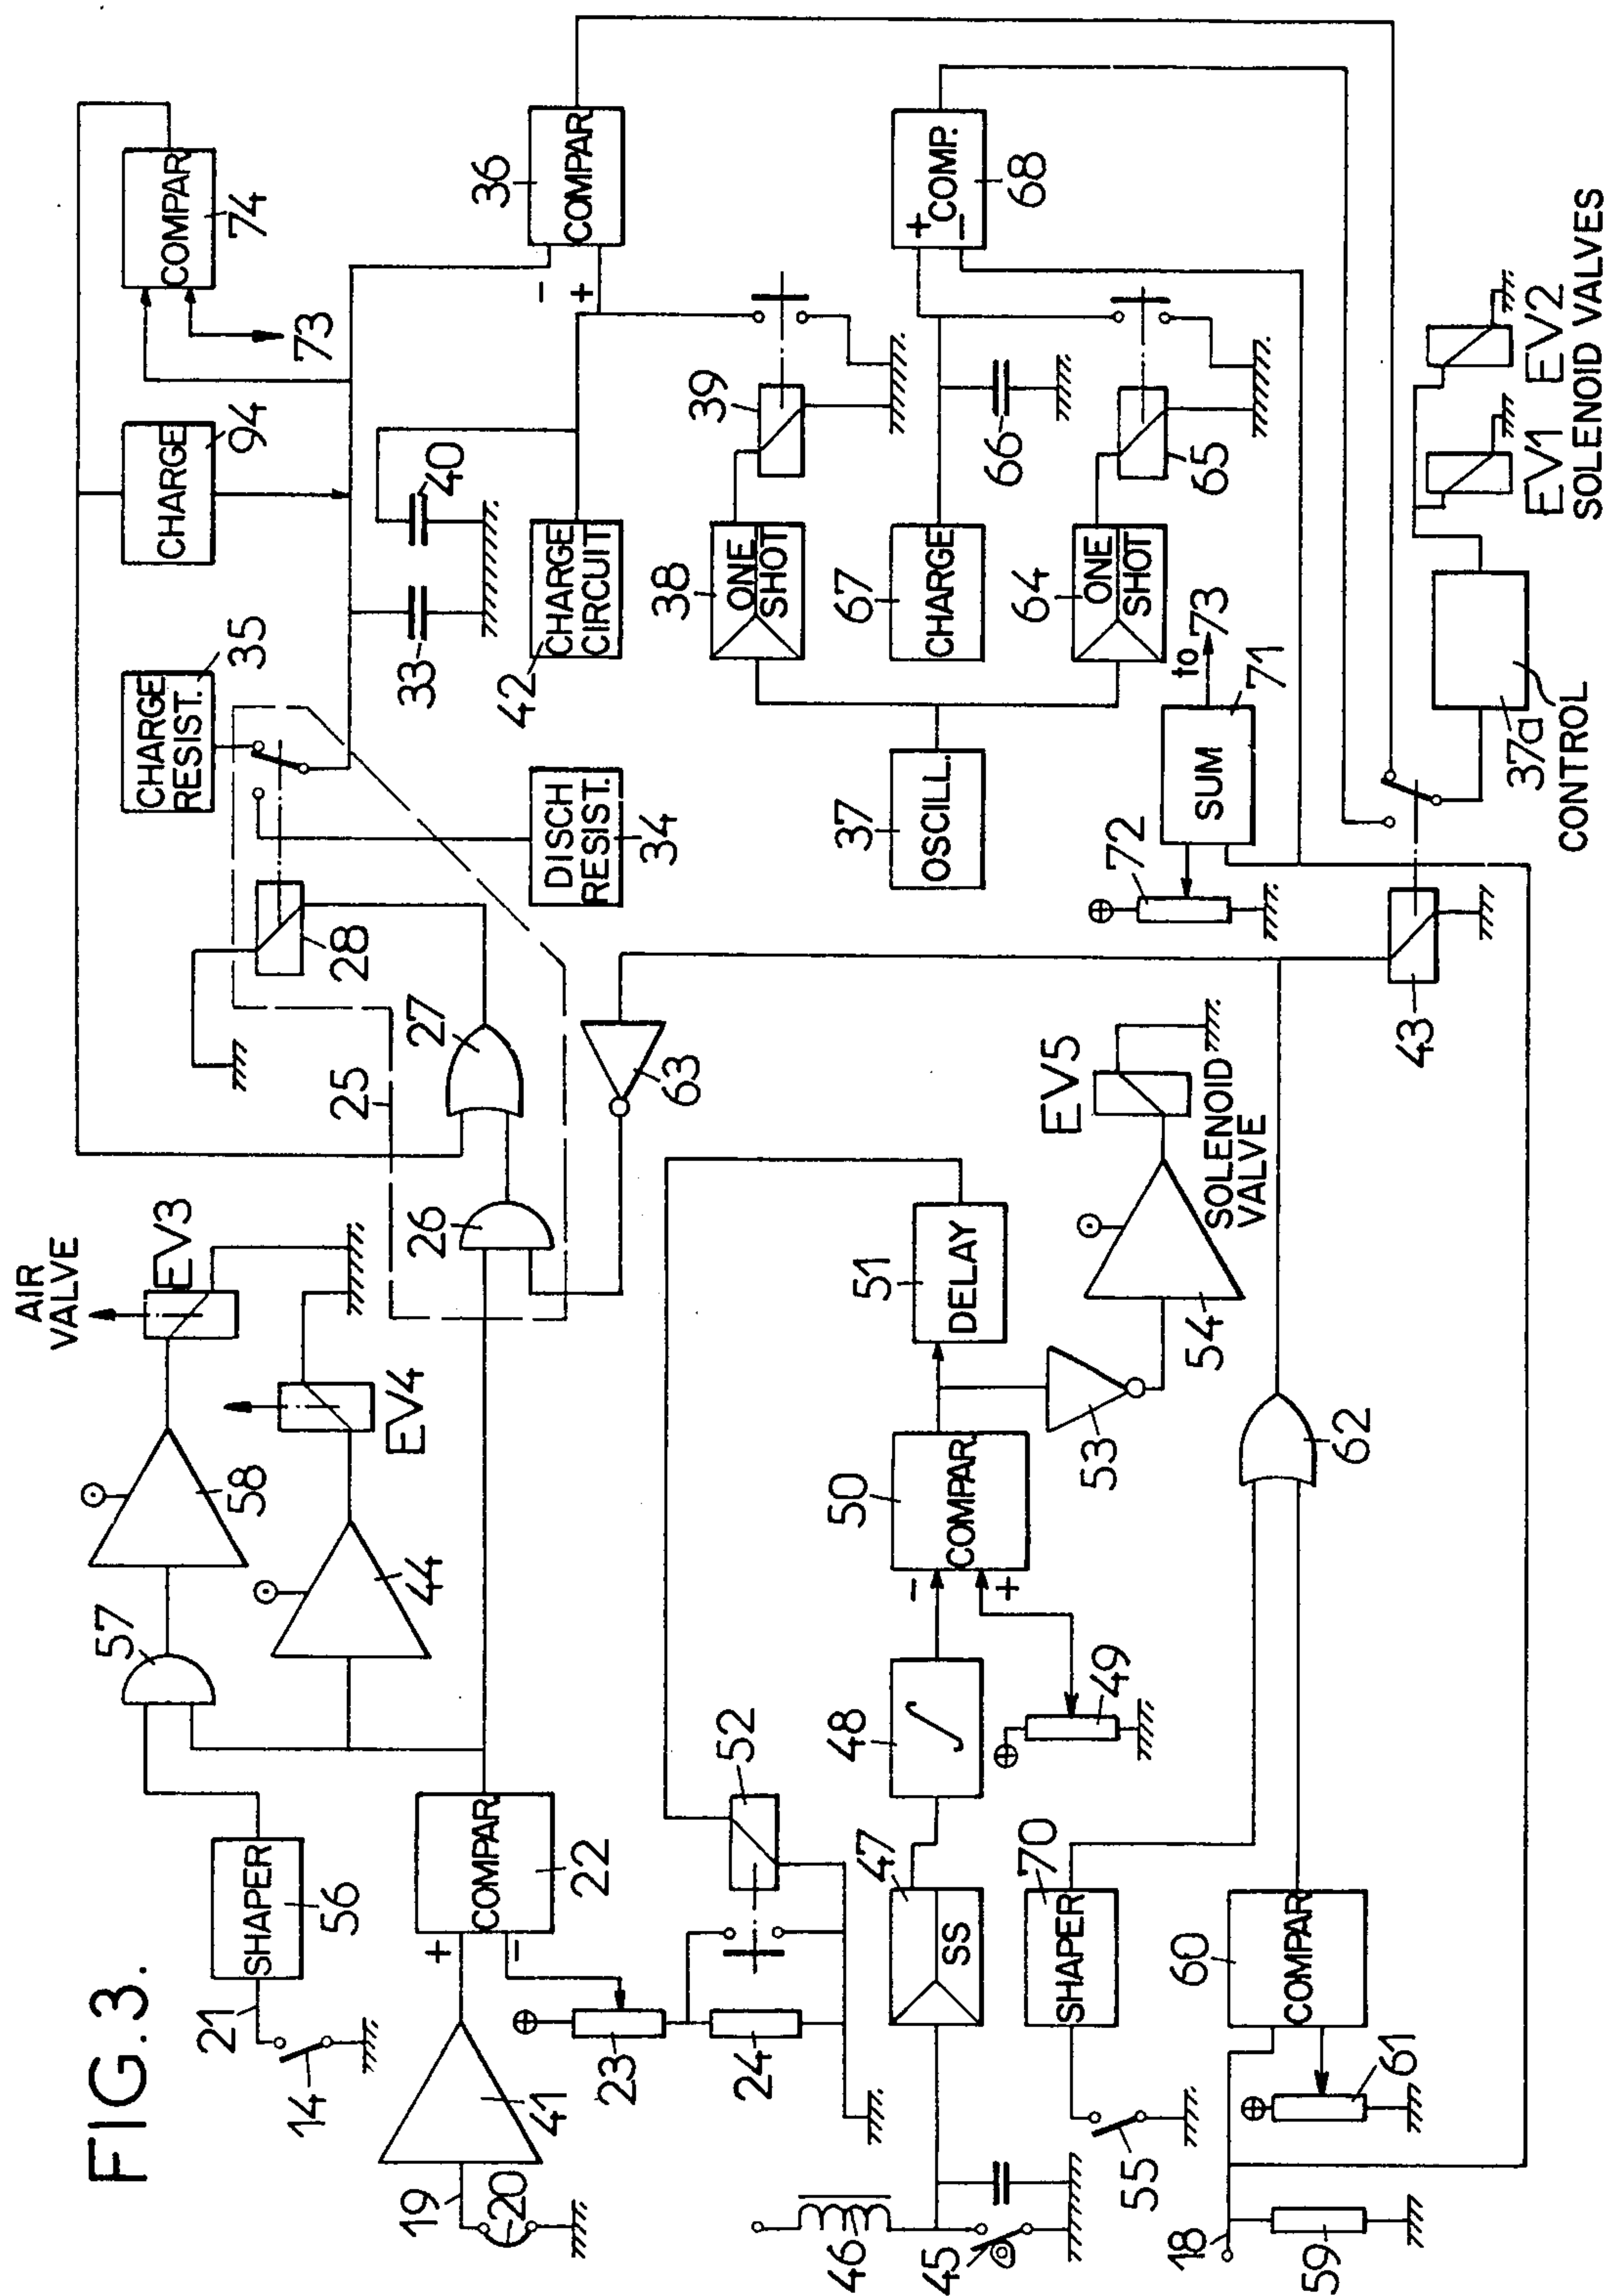 FIG.3.
AIR
VALVE
EV3
EV4
57
58
44
21
SHAPER
56
14
19
20
41
+
-
COMPAR
22
23
24
52
25
26
27
28
63
CHARGE
RESIST.
35
DISCH
RESIST.
34
33
40
CHARGE
94
COMPAR
74
73
36
COMPAR
-
+
42
CHARGE
CIRCUIT
38
ONE
SHOT
39
37
OSCILL.
67
CHARGE
66
64
ONE
SHOT
65
+
-
COMP.
68
46
45
47
SS
48
49
50
COMPAR
-
+
51
DELAY
53
54
EV5
SOLENOID
VALVE
70
SHAPER
55
18
59
60
COMPAR
61
62
72
SUM
71
to 73
43
37a
CONTROL
EV1 EV2
SOLENOID VALVES